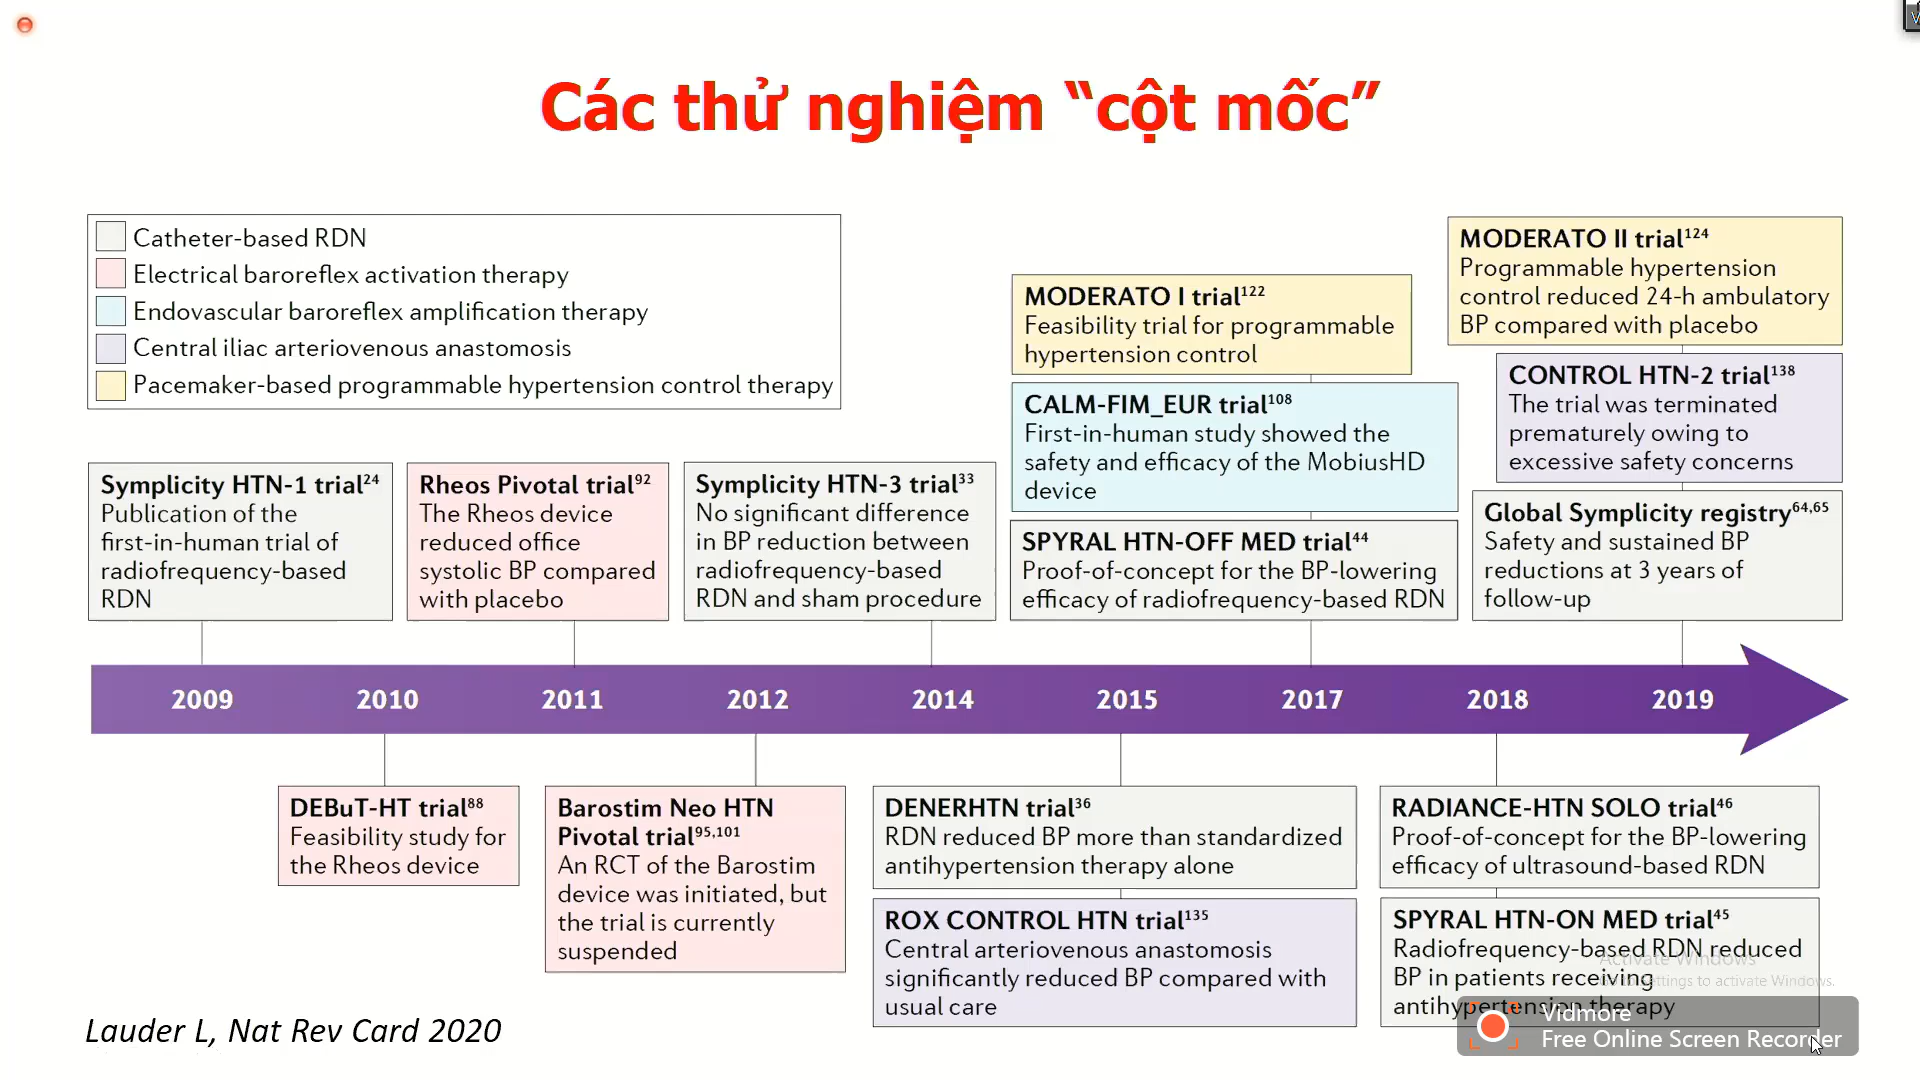 Các thử nghiệm “cột mốc”
Catheter-based RDN
Electrical baroreflex activation therapy
Endovascular baroreflex amplification therapy
Central iliac arteriovenous anastomosis
Pacemaker-based programmable hypertension control therapy
Symplicity HTN-1 trial²⁴
Publication of the
first-in-human trial of
radiofrequency-based
RDN
Rheos Pivotal trial⁹²
The Rheos device
reduced office
systolic BP compared
with placebo
Symplicity HTN-3 trial³³
No significant difference
in BP reduction between
radiofrequency-based
RDN and sham procedure
MODERATO I trial¹²²
Feasibility trial for programmable
hypertension control
CALM-FIM_EUR trial¹⁰⁸
First-in-human study showed the
safety and efficacy of the MobiusHD
device
SPYRAL HTN-OFF MED trial⁴⁴
Proof-of-concept for the BP-lowering
efficacy of radiofrequency-based RDN
MODERATO II trial¹²⁴
Programmable hypertension
control reduced 24-h ambulatory
BP compared with placebo
CONTROL HTN-2 trial¹³⁸
The trial was terminated
prematurely owing to
excessive safety concerns
Global Symplicity registry⁶⁴,⁶⁵
Safety and sustained BP
reductions at 3 years of
follow-up
2009 2010 2011 2012 2014 2015 2017 2018 2019
DEBuT-HT trial⁸⁸
Feasibility study for
the Rheos device
Barostim Neo HTN
Pivotal trial⁹⁵,¹⁰¹
An RCT of the Barostim
device was initiated, but
the trial is currently
suspended
DENERHTN trial³⁶
RDN reduced BP more than standardized
antihypertension therapy alone
ROX CONTROL HTN trial¹³⁵
Central arteriovenous anastomosis
significantly reduced BP compared with
usual care
RADIANCE-HTN SOLO trial⁴⁶
Proof-of-concept for the BP-lowering
efficacy of ultrasound-based RDN
SPYRAL HTN-ON MED trial⁴⁵
Radiofrequency-based RDN reduced
BP in patients receiving
antihypertension therapy
Activate Windows
Go to Settings to activate Windows.
Vidmore
Free Online Screen Recorder
Lauder L, Nat Rev Card 2020